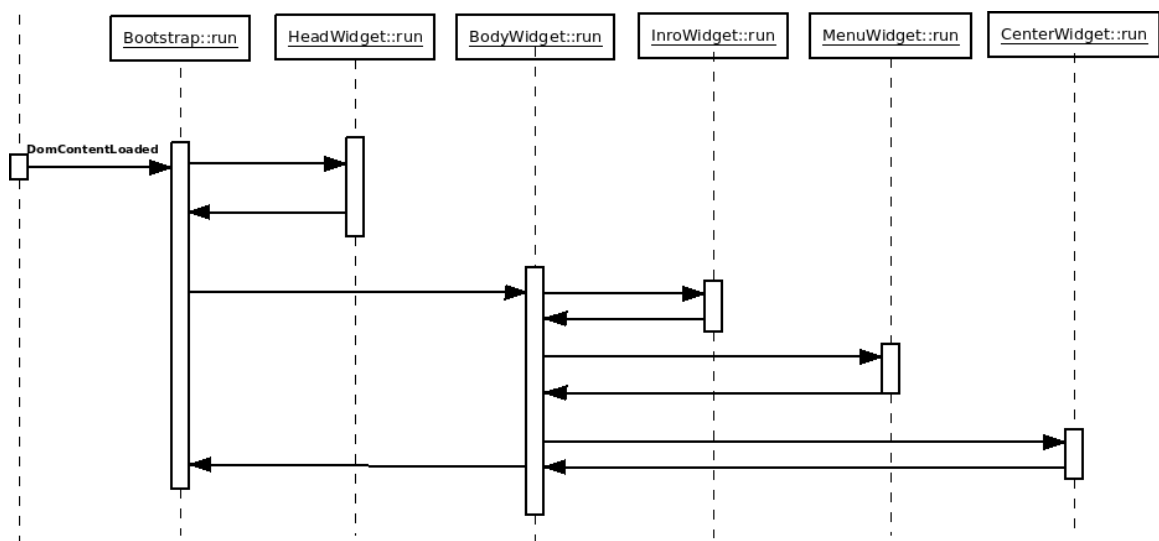 Bootstrap::run
HeadWidget::run
BodyWidget::run
InroWidget::run
MenuWidget::run
CenterWidget::run
DomContentLoaded